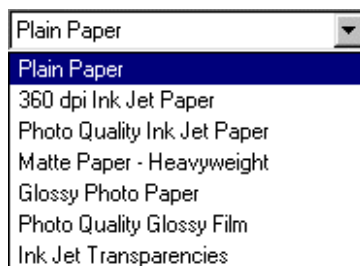 Plain Paper
Plain Paper
360 dpi Ink Jet Paper
Photo Quality Ink Jet Paper
Matte Paper - Heavyweight
Glossy Photo Paper
Photo Quality Glossy Film
Ink Jet Transparencies